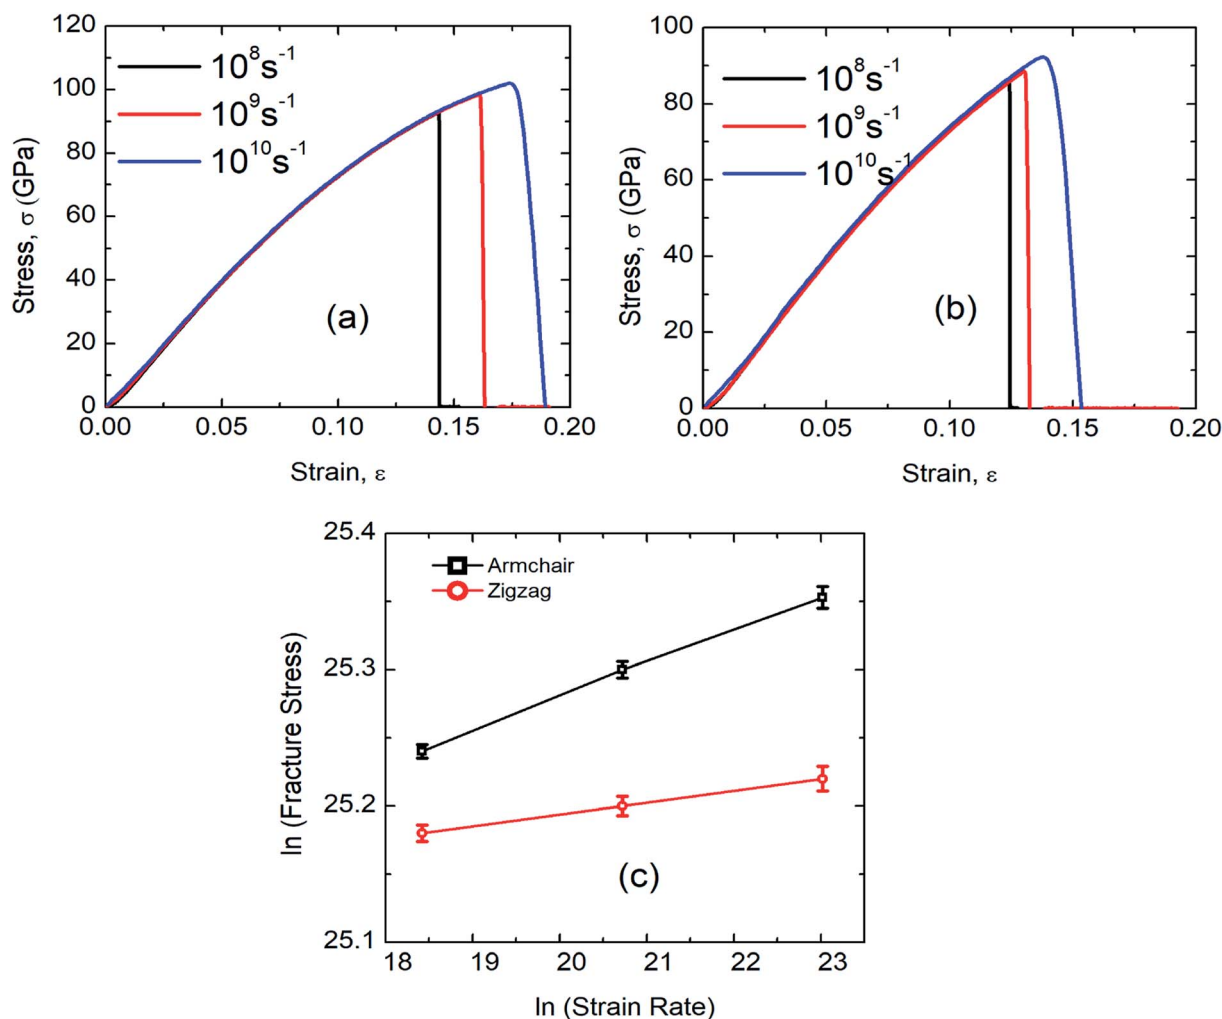 120
100
80
60
40
20
0
Stress, σ (GPa)
10⁸s⁻¹
10⁹s⁻¹
10¹⁰s⁻¹
(a)
0.00 0.05 0.10 0.15 0.20
Strain, ε
100
80
60
40
20
0
Stress, σ (GPa)
10⁸s⁻¹
10⁹s⁻¹
10¹⁰s⁻¹
(b)
0.00 0.05 0.10 0.15 0.20
Strain, ε
25.4
25.3
25.2
25.1
ln (Fracture Stress)
Armchair
Zigzag
(c)
18 19 20 21 22 23
ln (Strain Rate)